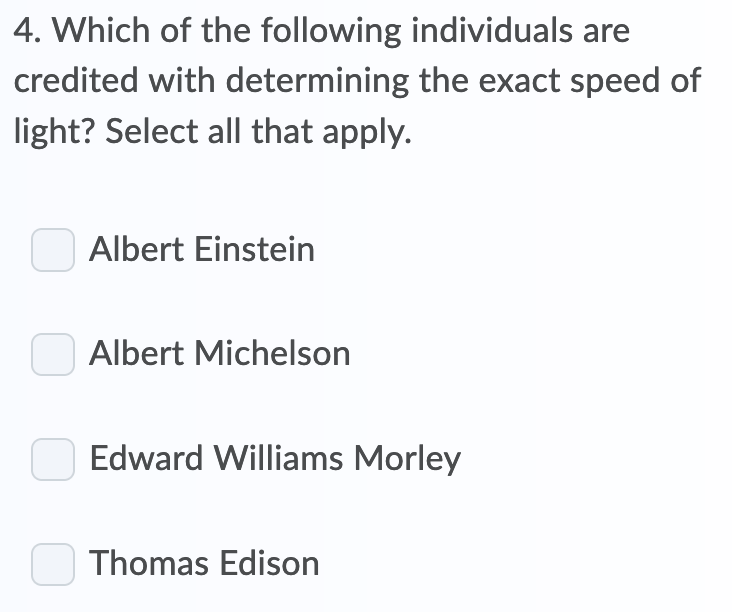 4. Which of the following individuals are
credited with determining the exact speed of
light? Select all that apply.
Albert Einstein
Albert Michelson
Edward Williams Morley
Thomas Edison